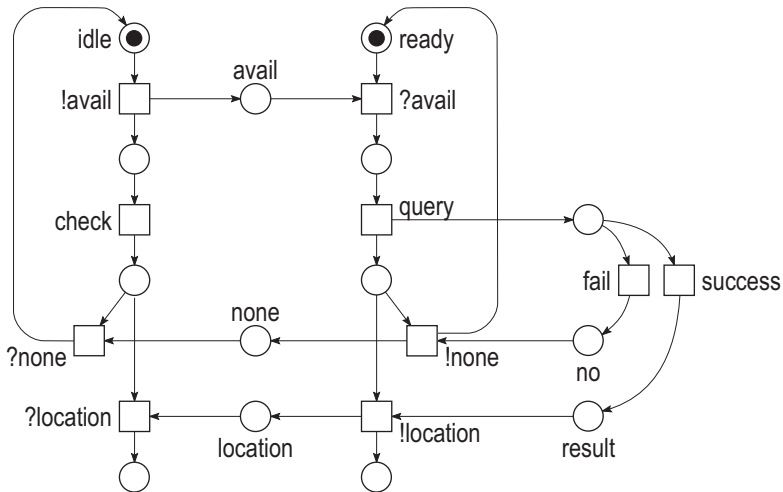 idle
ready
avail
!avail
?avail
check
query
fail
success
none
?none
!none
no
?location
location
!location
result